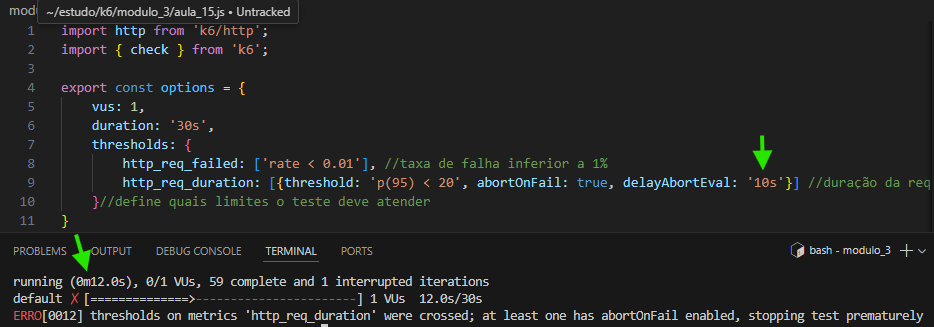 modu
~/estudo/k6/modulo_3/aula_15.js • Untracked
1 import http from 'k6/http';
2 import { check } from 'k6';
3
4 export const options = {
5 vus: 1,
6 duration: '30s',
7 thresholds: {
8 http_req_failed: ['rate < 0.01'], //taxa de falha inferior a 1%
9 http_req_duration: [{threshold: 'p(95) < 20', abortOnFail: true, delayAbortEval: '10s'}] //duração da req
10 }//define quais limites o teste deve atender
11 }
PROBLEMS OUTPUT DEBUG CONSOLE TERMINAL PORTS bash - modulo_3
running (0m12.0s), 0/1 VUs, 59 complete and 1 interrupted iterations
default ✗ [==============>-----------------------] 1 VUs 12.0s/30s
ERRO[0012] thresholds on metrics 'http_req_duration' were crossed; at least one has abortOnFail enabled, stopping test prematurely